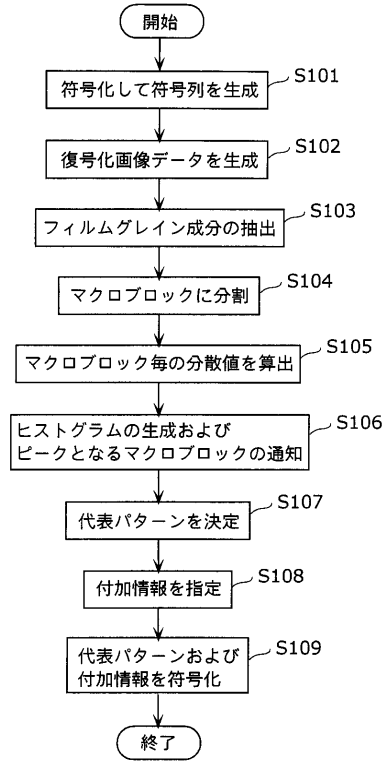 開始
符号化して符号列を生成
S101
復号化画像データを生成
S102
フィルムグレイン成分の抽出
S103
マクロブロックに分割
S104
マクロブロック毎の分散値を算出
S105
ヒストグラムの生成および
ピークとなるマクロブロックの通知
S106
代表パターンを決定
S107
付加情報を指定
S108
代表パターンおよび
付加情報を符号化
S109
終了